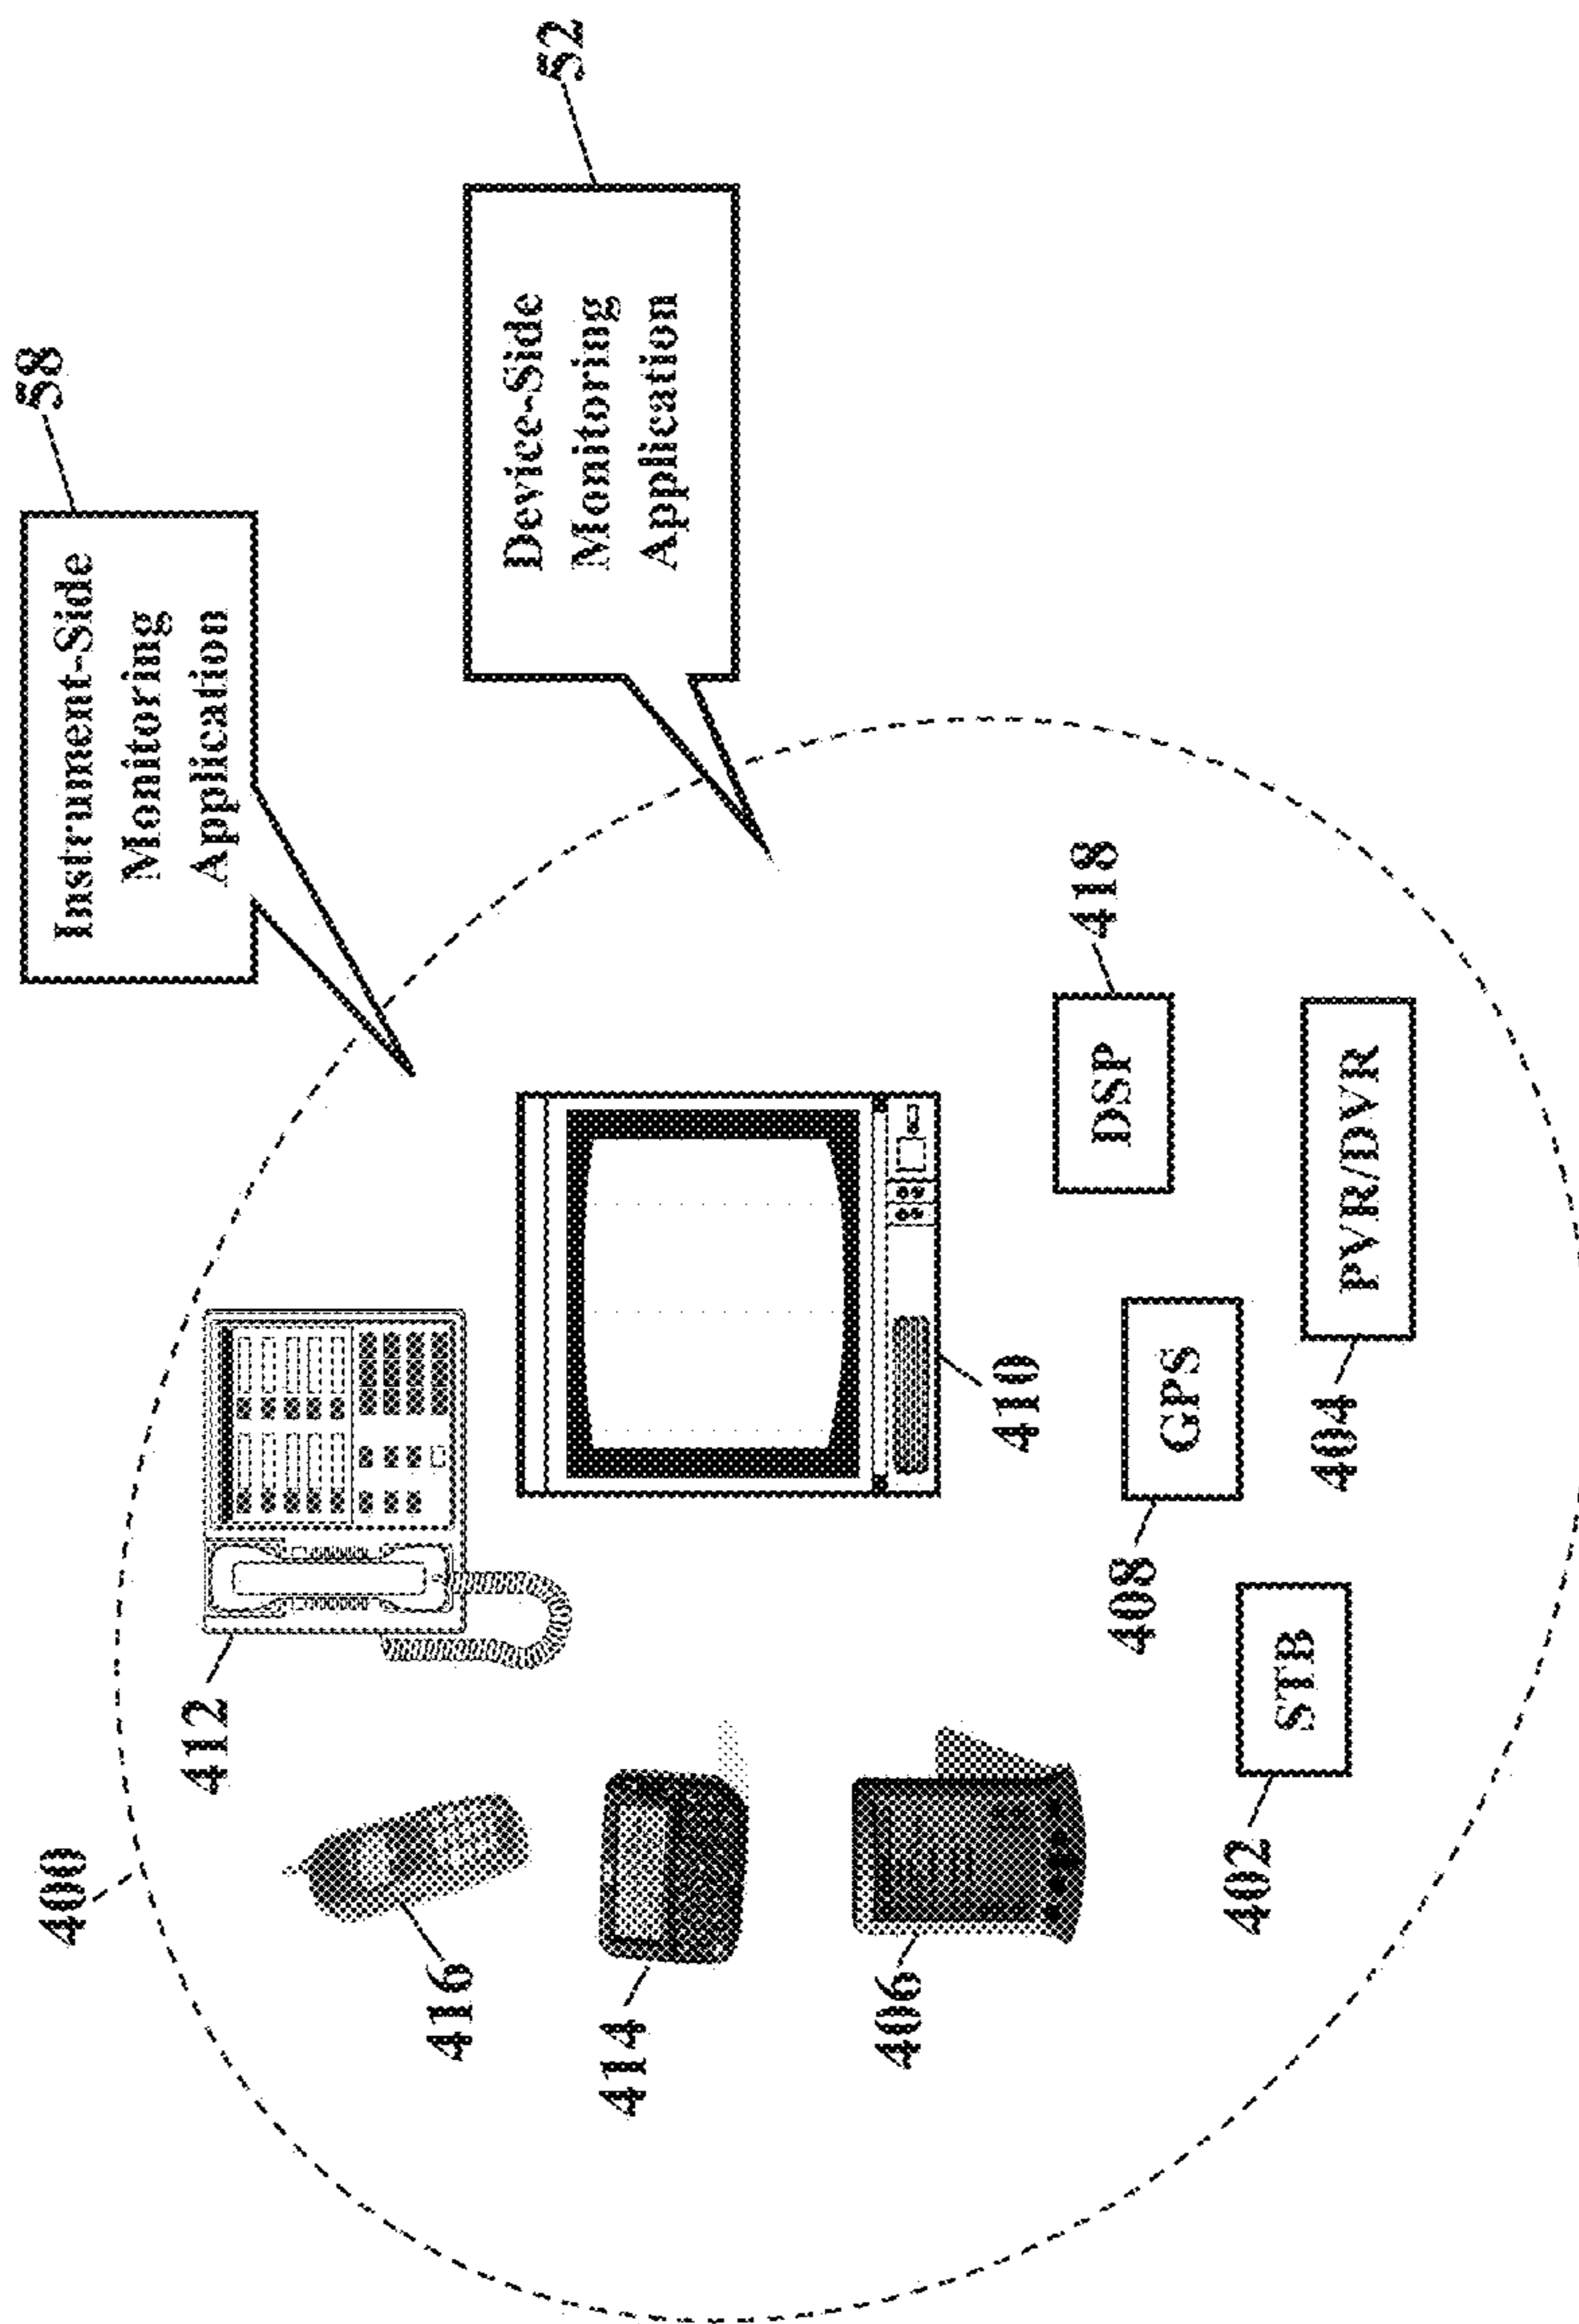 58
Instrument-Side
Monitoring
Application
52
Device-Side
Monitoring
Application
400
412
416
414
406
410
418
DSP
GPS
408
PVR/DVR
404
STB
402